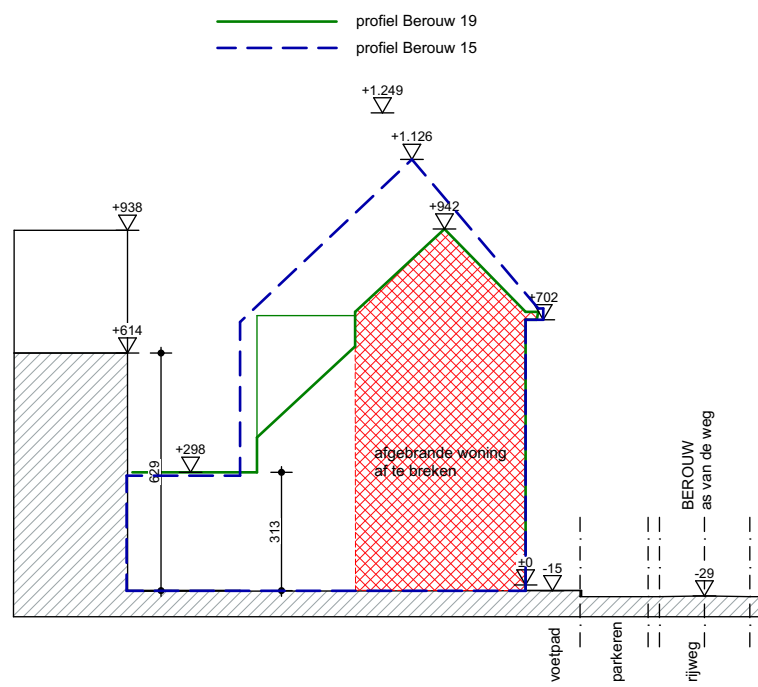 profiel Berouw 19
profiel Berouw 15
+1.249
+1.126
+938
+942
+702
+614
afgebrande woning
af te breken
+298
629
313
BEROUW
as van de weg
±0
-15
-29
voetpad
parkeren
rijweg